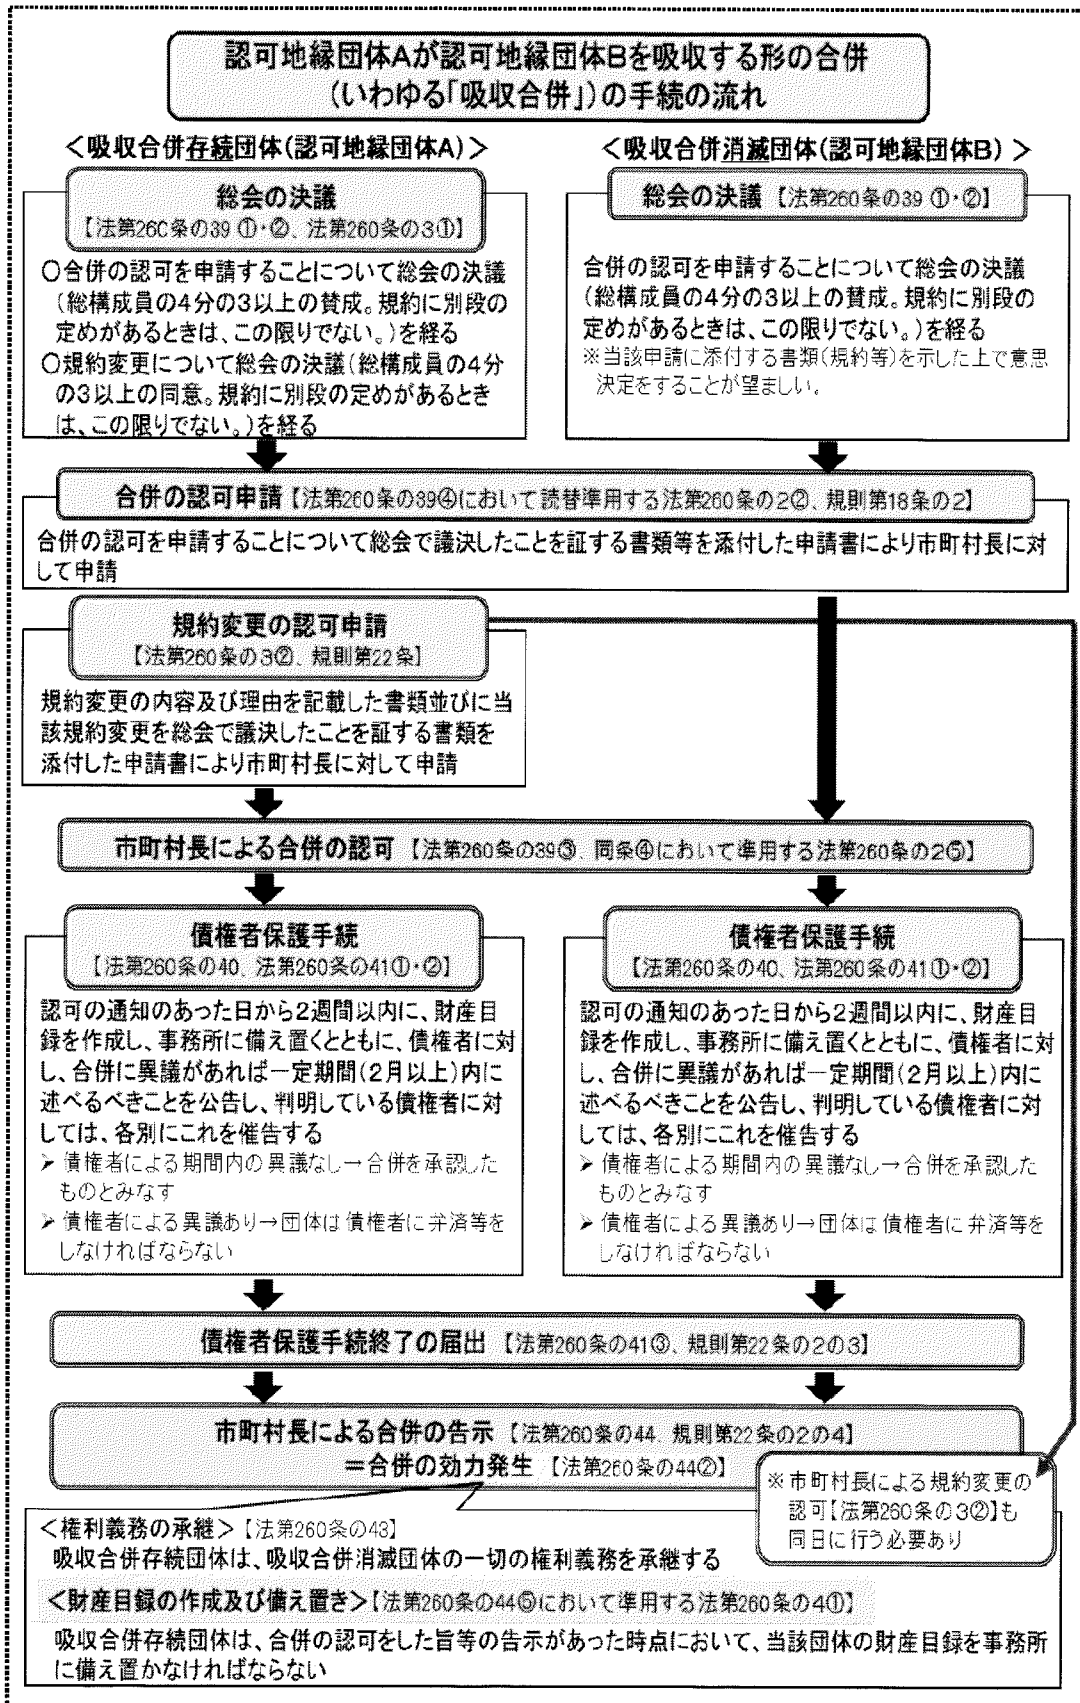 認可地縁団体Aが認可地縁団体Bを吸収する形の合併
(いわゆる「吸収合併」)の手続の流れ
＜吸収合併存続団体(認可地縁団体A)＞
総会の決議
【法第260条の39 ①・②、法第260条の3①】
○合併の認可を申請することについて総会の決議
(総構成員の4分の3以上の賛成。規約に別段の
定めがあるときは、この限りでない。)を経る
○規約変更について総会の決議(総構成員の4分
の3以上の同意。規約に別段の定めがあるとき
は、この限りでない。)を経る
＜吸収合併消滅団体(認可地縁団体B) ＞
総会の決議 【法第260条の39 ①・②】
合併の認可を申請することについて総会の決議
(総構成員の4分の3以上の賛成。規約に別段の
定めがあるときは、この限りでない。)を経る
※当該申請に添付する書類(規約等)を示した上で意思
決定をすることが望ましい。
合併の認可申請【法第260条の39④において読替準用する法第260条の2②、規則第18条の2】
合併の認可を申請することについて総会で議決したことを証する書類等を添付した申請書により市町村長に対
して申請
規約変更の認可申請
【法第260条の3②、規則第22条】
規約変更の内容及び理由を記載した書類並びに当
該規約変更を総会で議決したことを証する書類を
添付した申請書により市町村長に対して申請
市町村長による合併の認可 【法第260条の39③、同条④において準用する法第260条の2⑤】
債権者保護手続
【法第260条の40、法第260条の41①・②】
認可の通知のあった日から2週間以内に、財産目
録を作成し、事務所に備え置くとともに、債権者に対
し、合併に異議があれば一定期間(2月以上)内に
述べるべきことを公告し、判明している債権者に対
しては、各別にこれを催告する
➢ 債権者による期間内の異議なし→合併を承認した
ものとみなす
➢ 債権者による異議あり→団体は債権者に弁済等を
しなければならない
債権者保護手続
【法第260条の40、法第260条の41①・②】
認可の通知のあった日から2週間以内に、財産目
録を作成し、事務所に備え置くとともに、債権者に対
し、合併に異議があれば一定期間(2月以上)内に
述べるべきことを公告し、判明している債権者に対
しては、各別にこれを催告する
➢ 債権者による期間内の異議なし→合併を承認した
ものとみなす
➢ 債権者による異議あり→団体は債権者に弁済等を
しなければならない
債権者保護手続終了の届出 【法第260条の41③、規則第22条の2の3】
市町村長による合併の告示 【法第260条の44、規則第22条の2の4】
＝合併の効力発生 【法第260条の44②】
※市町村長による規約変更の
認可【法第260条の3②】も
同日に行う必要あり
＜権利義務の承継＞【法第260条の43】
吸収合併存続団体は、吸収合併消滅団体の一切の権利義務を承継する
＜財産目録の作成及び備え置き＞【法第260条の44⑤において準用する法第260条の4①】
吸収合併存続団体は、合併の認可をした旨等の告示があった時点において、当該団体の財産目録を事務所
に備え置かなければならない